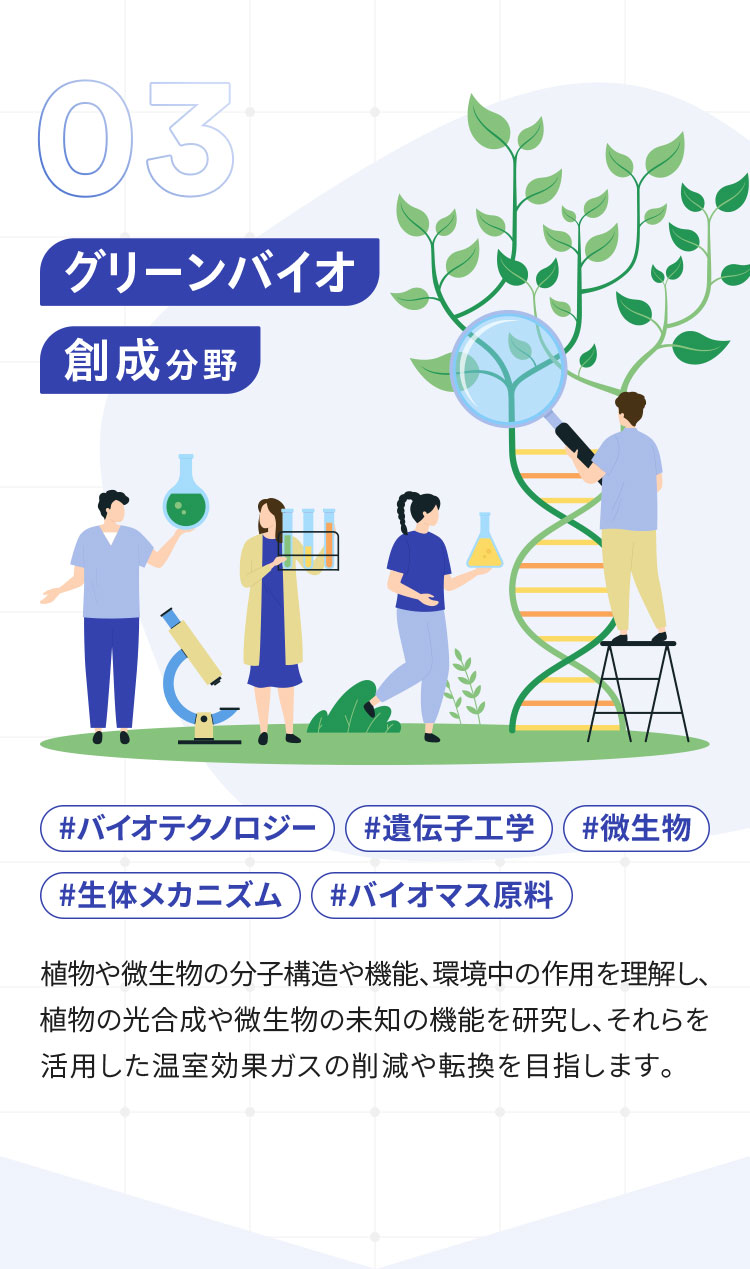 03
グリーンバイオ
創成分野
#バイオテクノロジー #遺伝子工学 #微生物
#生体メカニズム #バイオマス原料
植物や微生物の分子構造や機能、環境中の作用を理解し、
植物の光合成や微生物の未知の機能を研究し、それらを
活用した温室効果ガスの削減や転換を目指します。